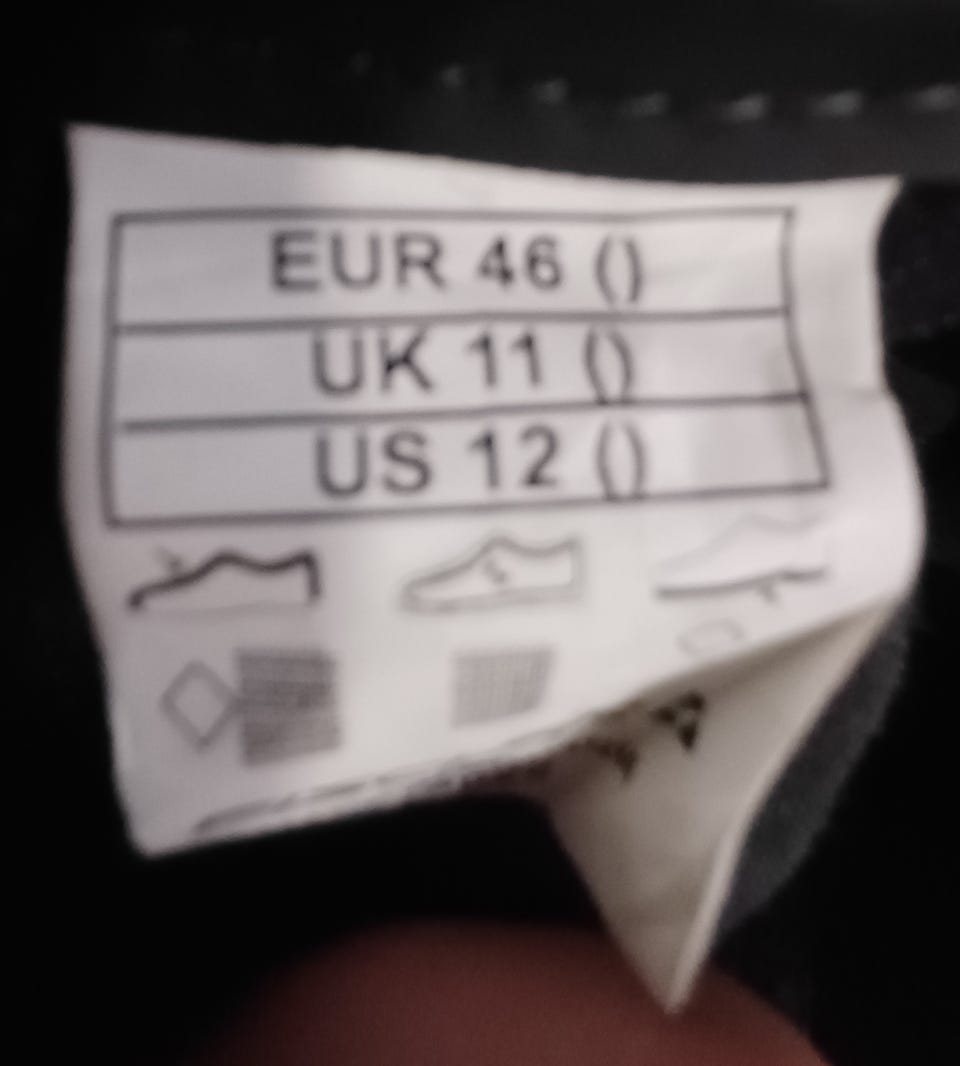 EUR 46 ()
UK 11 ()
US 12 ()